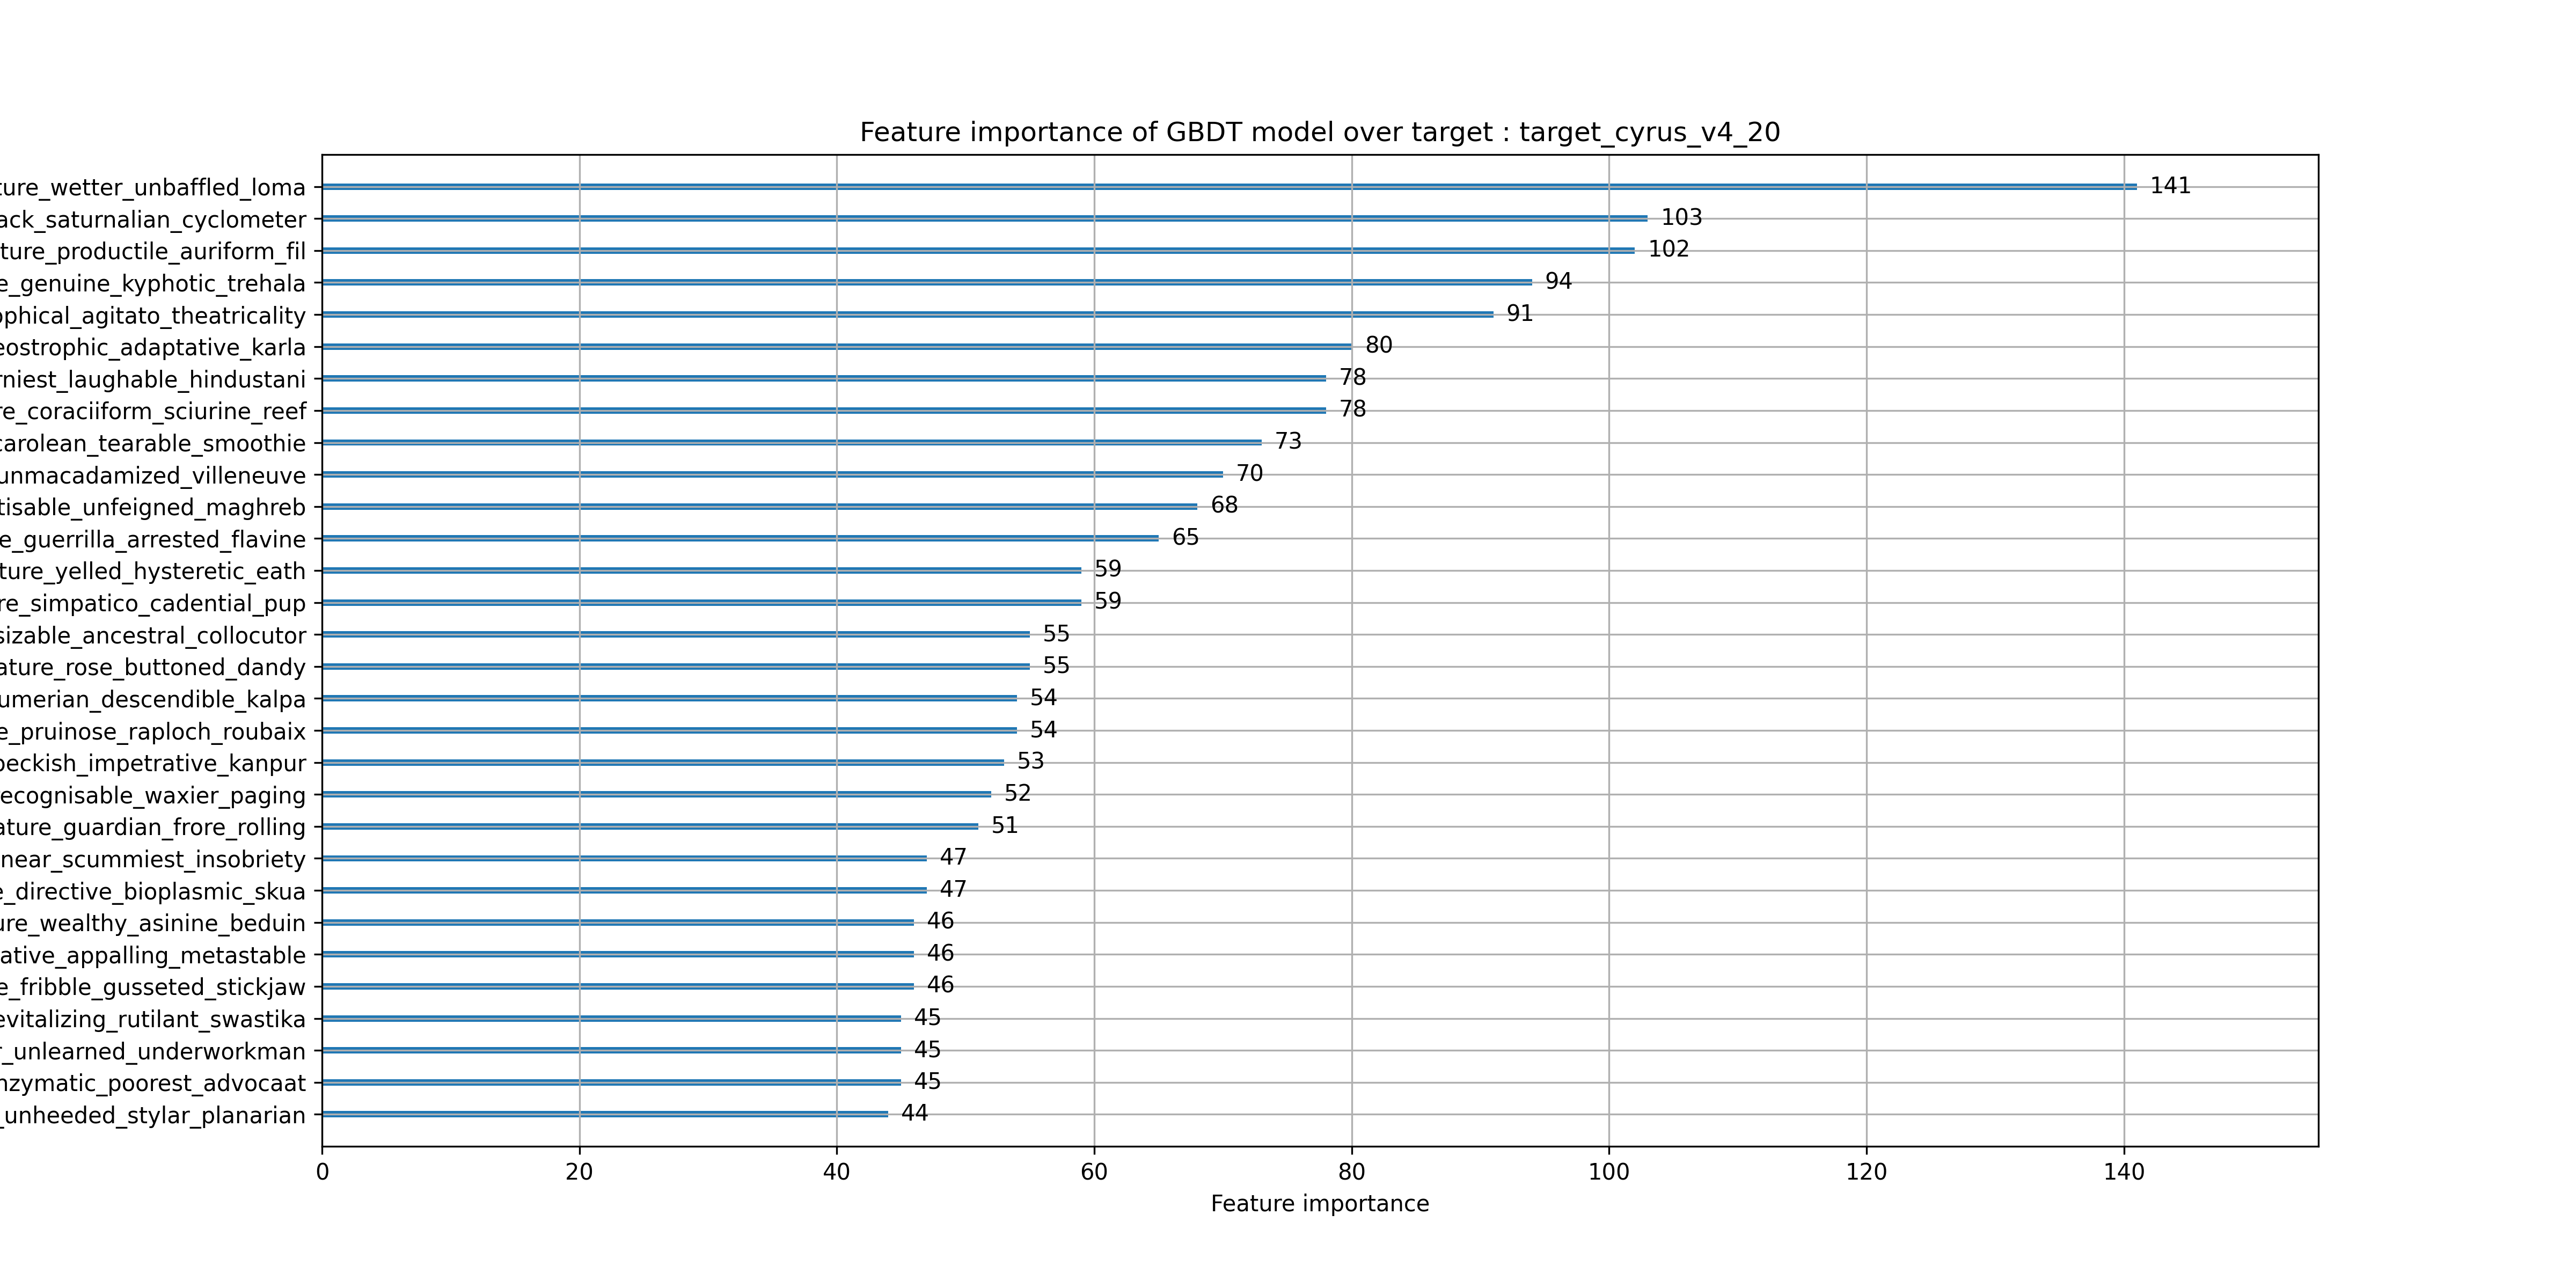 Feature importance of GBDT model over target : target_cyrus_v4_20
ture_wetter_unbaffled_loma 141
ack_saturnalian_cyclometer 103
ture_productile_auriform_fil 102
e_genuine_kyphotic_trehala 94
ophical_agitato_theatricality 91
eostrophic_adaptative_karla 80
rniest_laughable_hindustani 78
re_coraciiform_sciurine_reef 78
carolean_tearable_smoothie 73
unmacadamized_villeneuve 70
tisable_unfeigned_maghreb 68
e_guerrilla_arrested_flavine 65
ture_yelled_hysteretic_eath 59
re_simpatico_cadential_pup 59
sizable_ancestral_collocutor 55
ature_rose_buttoned_dandy 55
umerian_descendible_kalpa 54
e_pruinose_raploch_roubaix 54
peckish_impetrative_kanpur 53
ecognisable_waxier_paging 52
ature_guardian_frore_rolling 51
near_scummiest_insobriety 47
e_directive_bioplasmic_skua 47
ure_wealthy_asinine_beduin 46
ative_appalling_metastable 46
e_fribble_gusseted_stickjaw 46
evitalizing_rutilant_swastika 45
r_unlearned_underworkman 45
nzymatic_poorest_advocaat 45
_unheeded_stylar_planarian 44
0 20 40 60 80 100 120 140
Feature importance